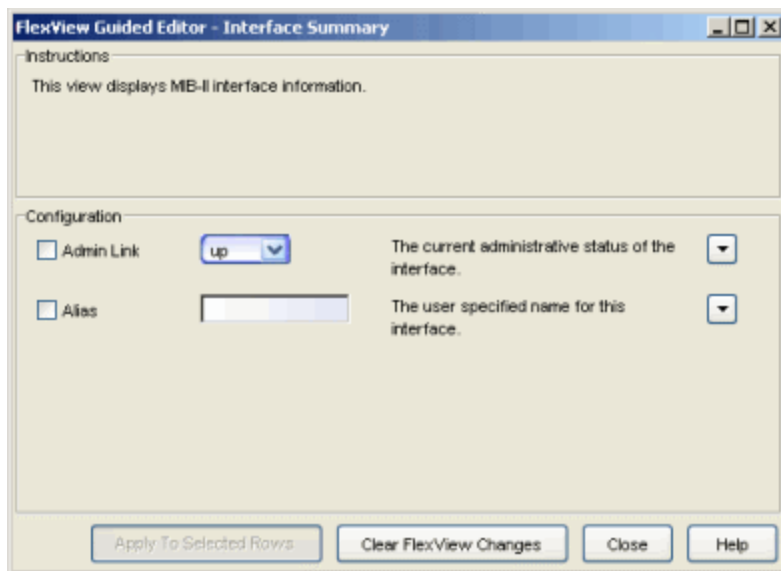 FlexView Guided Editor - Interface Summary
Instructions
This view displays MIB-II interface information.
Configuration
Admin Link up The current administrative status of the
interface.
Alias The user specified name for this
interface.
Apply To Selected Rows Clear FlexView Changes Close Help